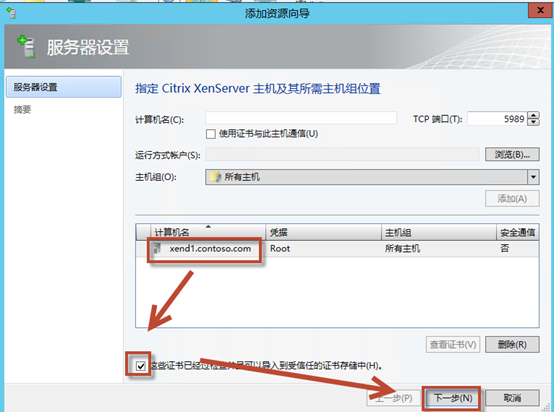 添加资源向导
服务器设置
服务器设置
摘要
指定 Citrix XenServer 主机及其所需主机组位置
计算机名(C):
TCP 端口(T): 5989
使用证书与此主机通信(U)
运行方式帐户(S): 浏览(B)...
主机组(O): 所有主机
添加(A)
计算机名 凭据 主机组 安全通信
xend1.contoso.com Root 所有主机 否
查看证书(V) 删除(R)
这些证书已经过检查并且可以导入到受信任的证书存储中(H)。
上一步(P) 下一步(N) 取消